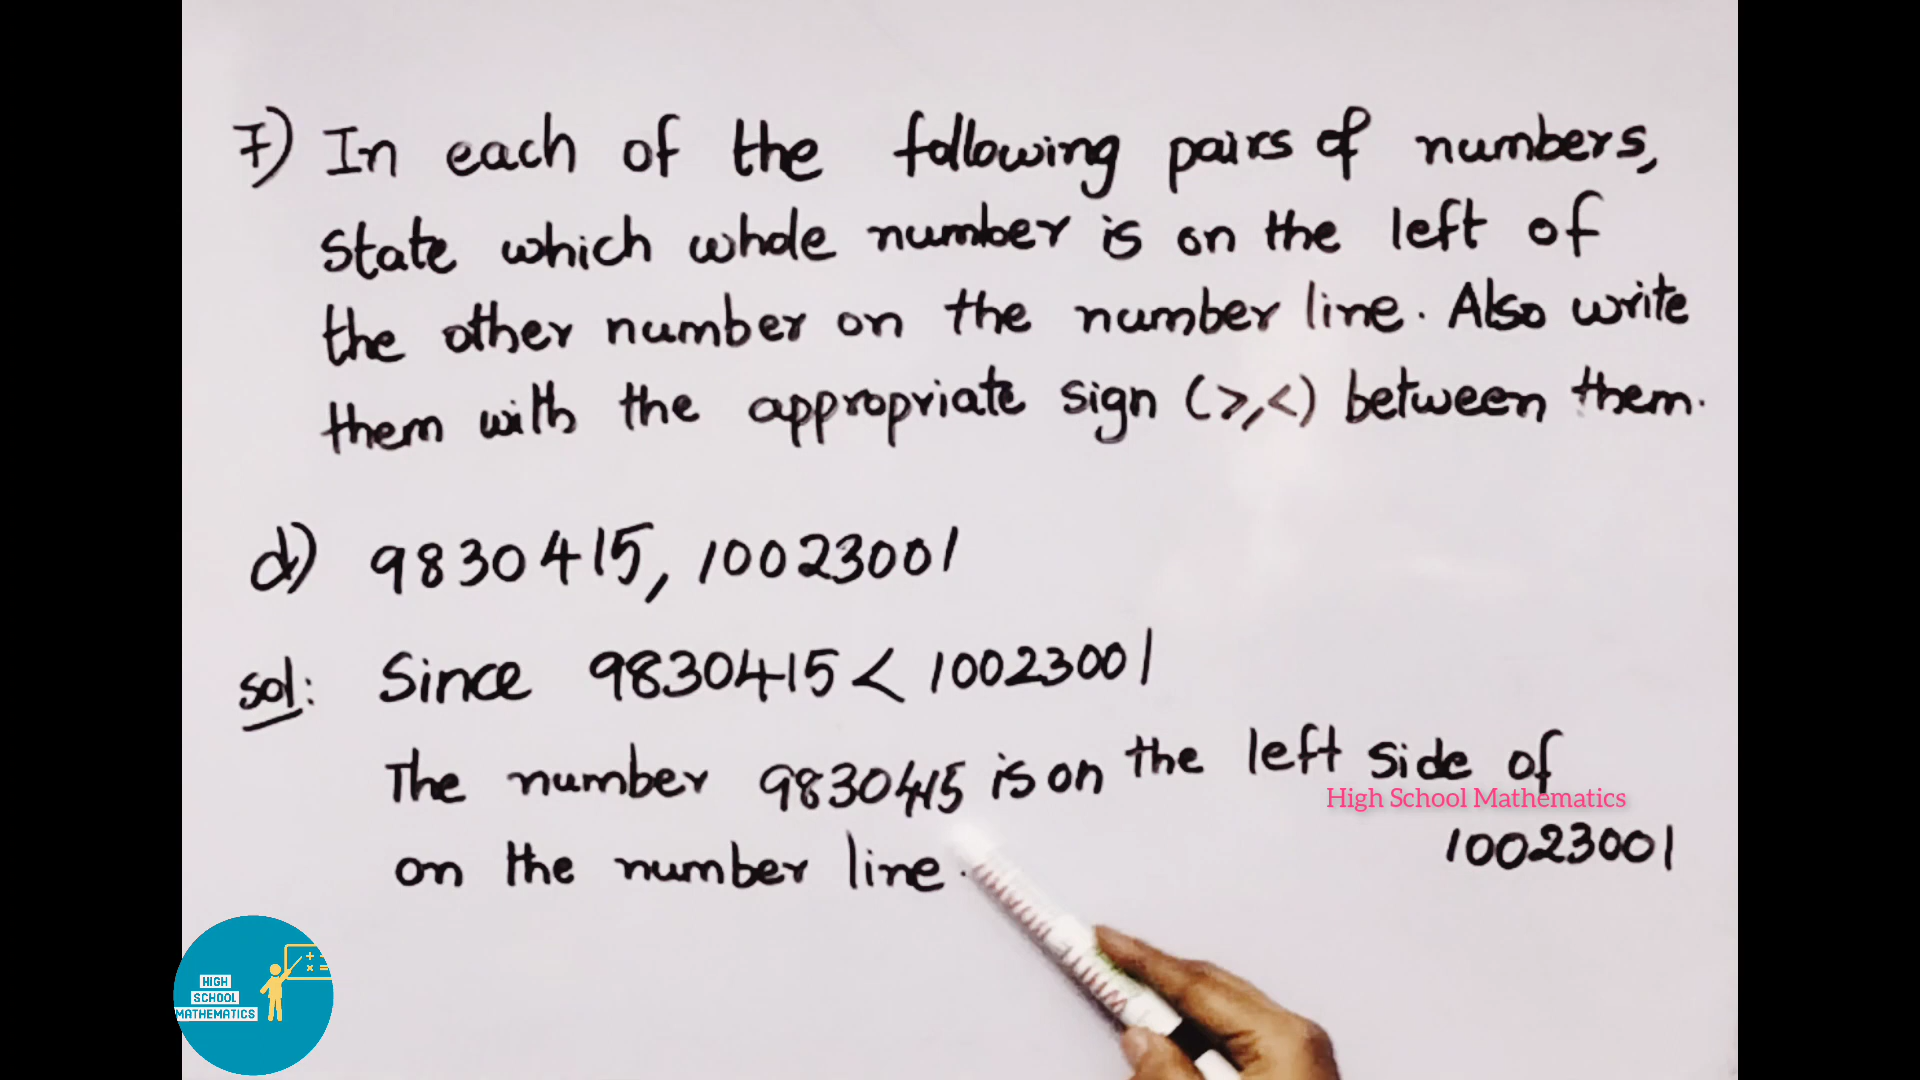 7) In each of the following pairs of numbers,
state which whole number is on the left of
the other number on the number line. Also write
them with the appropriate sign (>,<) between them.
d) 9830415, 10023001
Sol: Since 9830415 < 10023001
The number 9830415 is on the left side of
High School Mathematics
10023001
on the number line.
HIGH
SCHOOL
MATHEMATICS